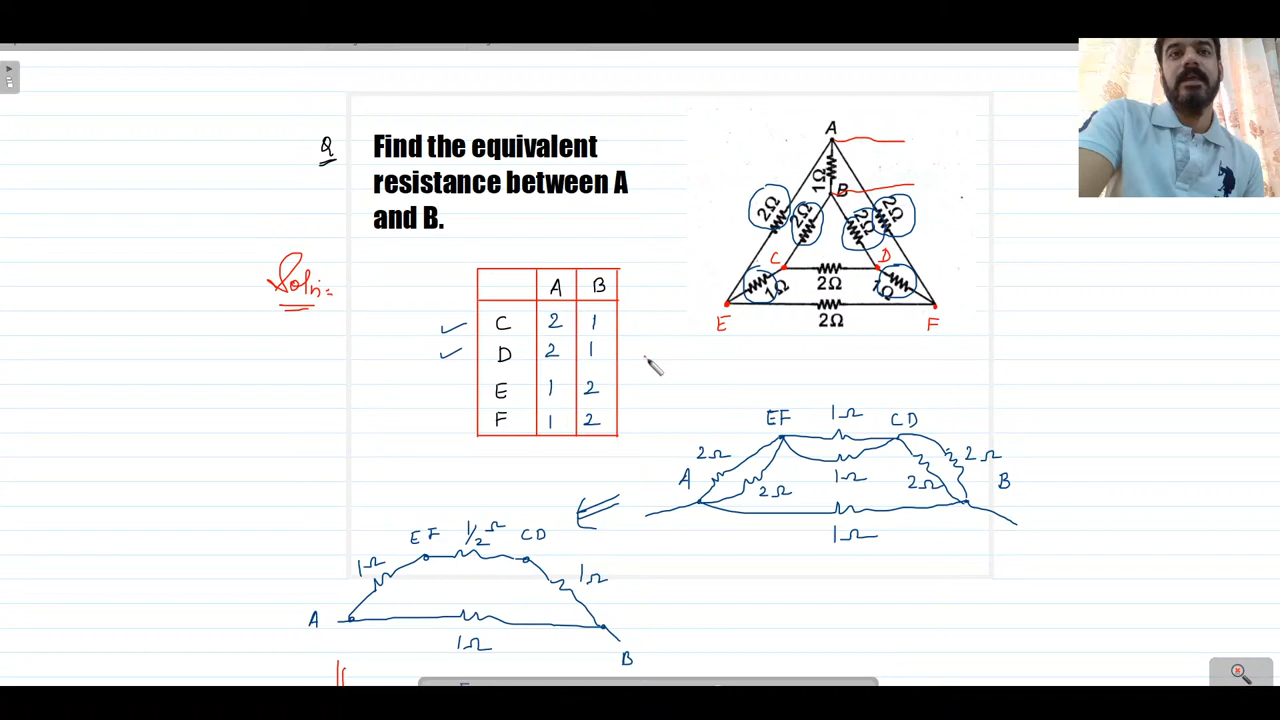 Q
Find the equivalent
resistance between A
and B.
Soln:-
A B
C 2 1
D 2 1
E 1 2
F 1 2
A
1Ω
B
2Ω 2Ω 2Ω 2Ω
C D
1Ω 2Ω 1Ω
2Ω
E F
EF 1Ω CD
2Ω 2Ω
A 2Ω 1Ω 2Ω B
1Ω
EF 1/2 Ω CD
1Ω 1Ω
A
1Ω
B